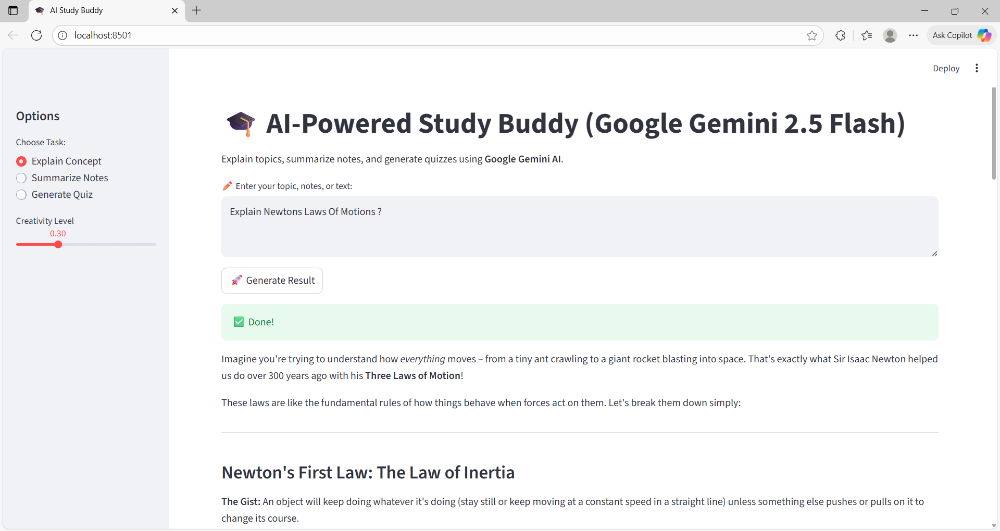 AI Study Buddy
localhost:8501
Ask Copilot
Deploy
Options
Choose Task:
Explain Concept
Summarize Notes
Generate Quiz
Creativity Level
0.30
AI-Powered Study Buddy (Google Gemini 2.5 Flash)
Explain topics, summarize notes, and generate quizzes using Google Gemini AI.
Enter your topic, notes, or text:
Explain Newtons Laws Of Motions ?
Generate Result
Done!
Imagine you're trying to understand how everything moves – from a tiny ant crawling to a giant rocket blasting into space. That's exactly what Sir Isaac Newton helped
us do over 300 years ago with his Three Laws of Motion!
These laws are like the fundamental rules of how things behave when forces act on them. Let's break them down simply:
Newton's First Law: The Law of Inertia
The Gist: An object will keep doing whatever it's doing (stay still or keep moving at a constant speed in a straight line) unless something else pushes or pulls on it to
change its course.